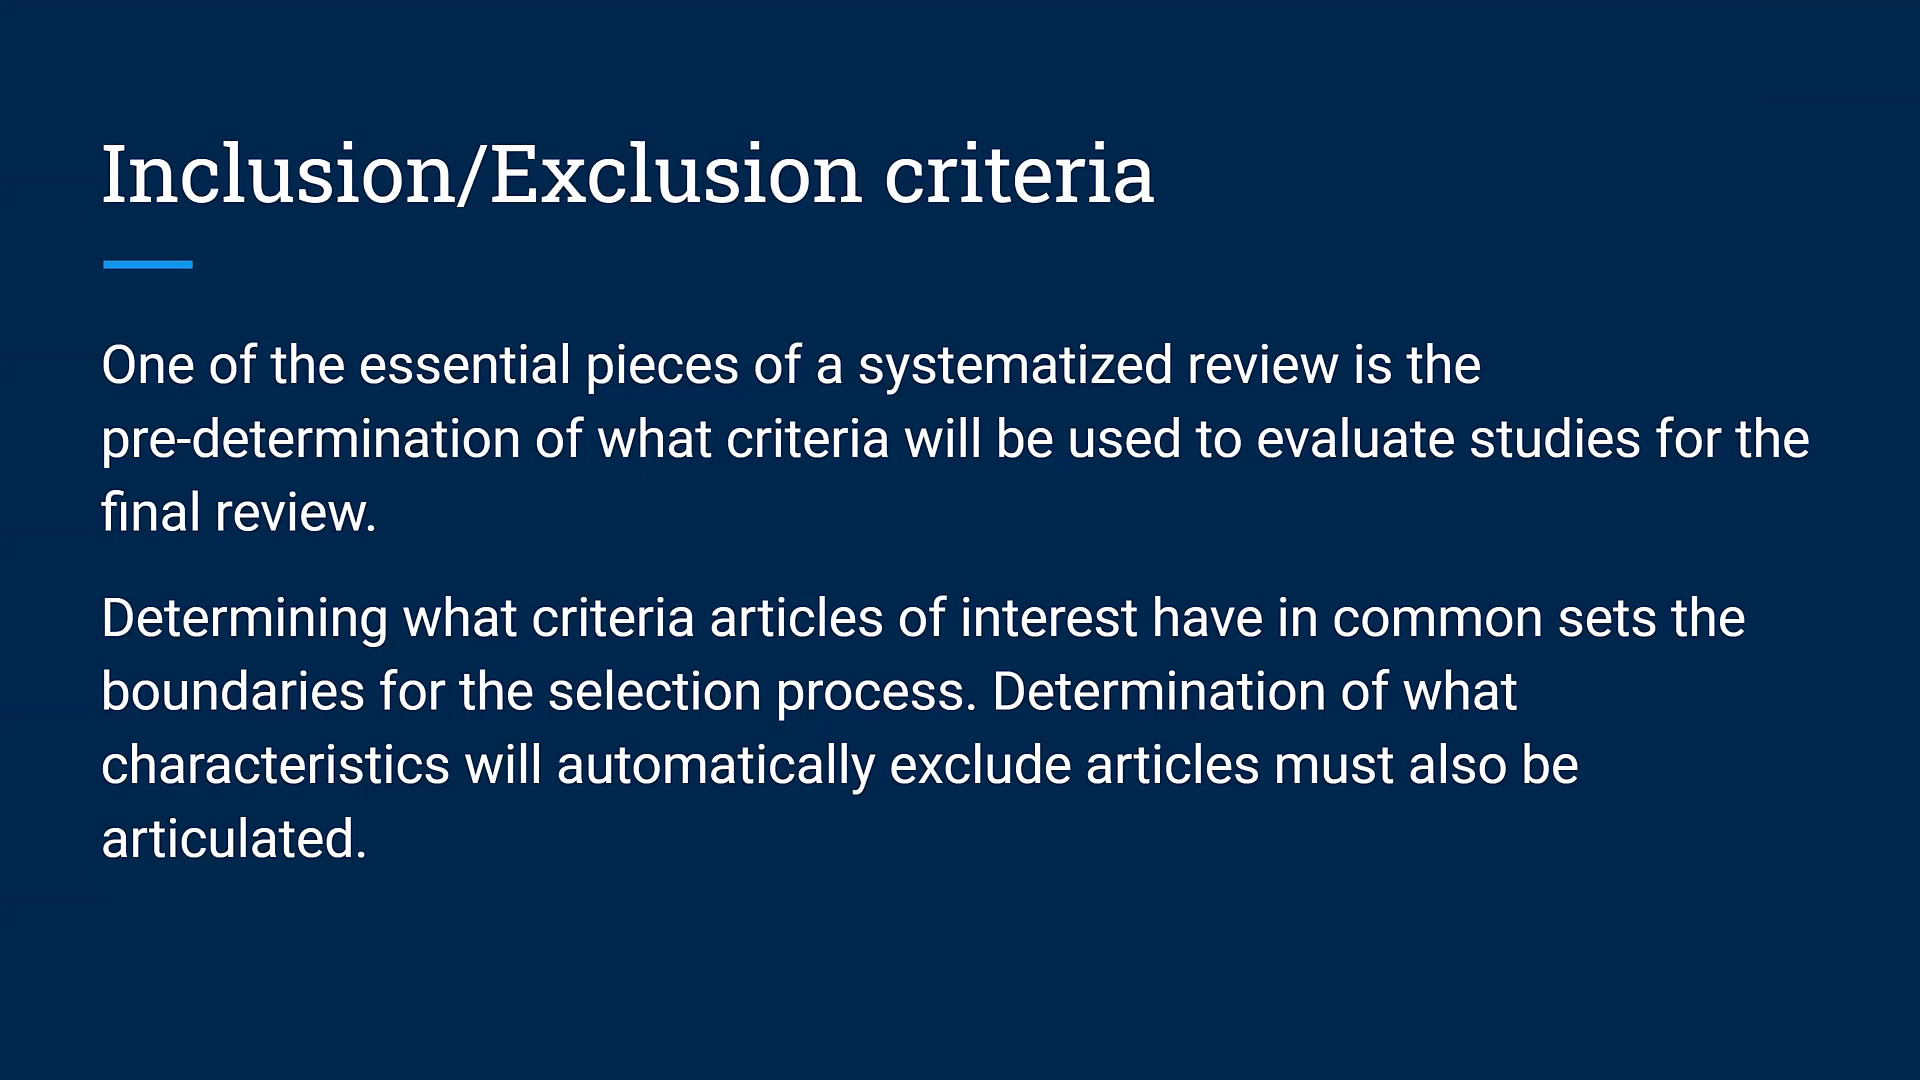 Inclusion/Exclusion criteria
One of the essential pieces of a systematized review is the
pre-determination of what criteria will be used to evaluate studies for the
final review.
Determining what criteria articles of interest have in common sets the
boundaries for the selection process. Determination of what
characteristics will automatically exclude articles must also be
articulated.